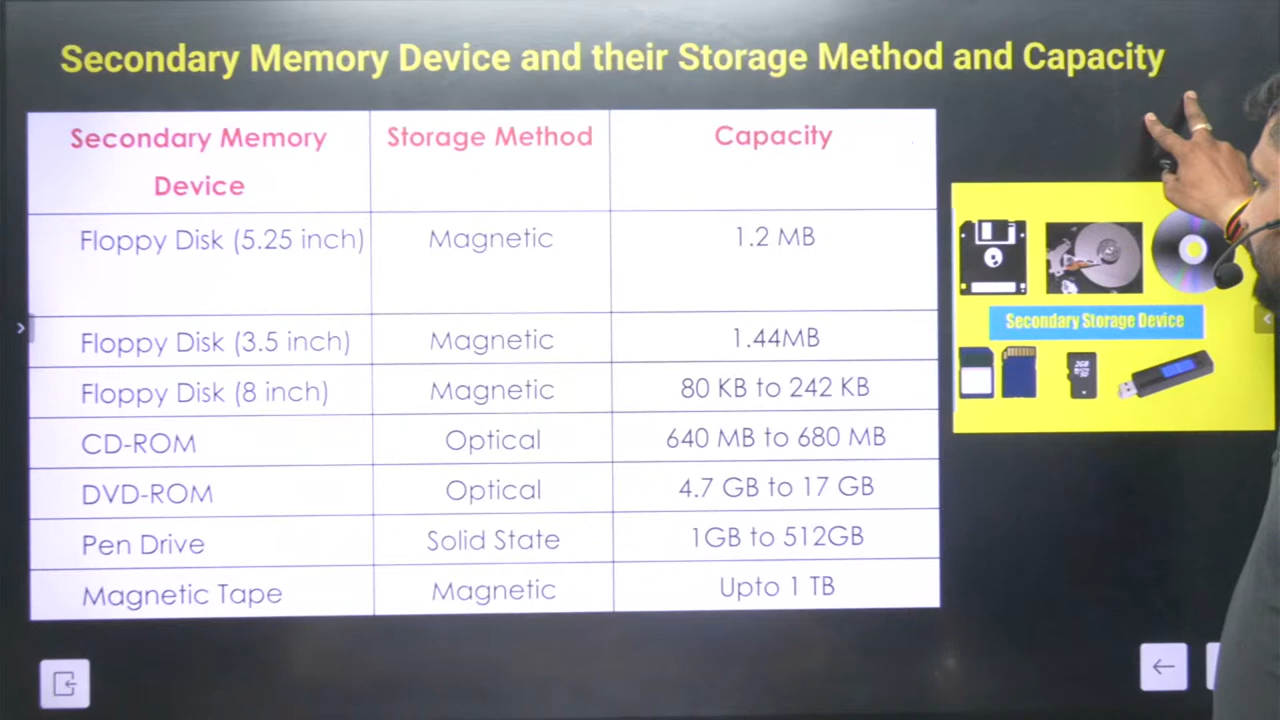 Secondary Memory Device and their Storage Method and Capacity
Secondary Memory Device
Storage Method
Capacity
Floppy Disk (5.25 inch)
Magnetic
1.2 MB
Floppy Disk (3.5 inch)
Magnetic
1.44MB
Floppy Disk (8 inch)
Magnetic
80 KB to 242 KB
CD-ROM
Optical
640 MB to 680 MB
DVD-ROM
Optical
4.7 GB to 17 GB
Pen Drive
Solid State
1GB to 512GB
Magnetic Tape
Magnetic
Upto 1 TB
Secondary Storage Device
2GB